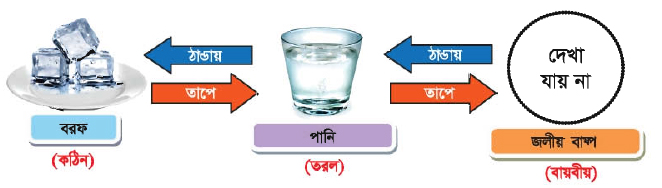 ঠান্ডায়
তাপে
ঠান্ডায়
তাপে
দেখা
যায় না
বরফ
(কঠিন)
পানি
(তরল)
জলীয় বাষ্প
(বায়বীয়)